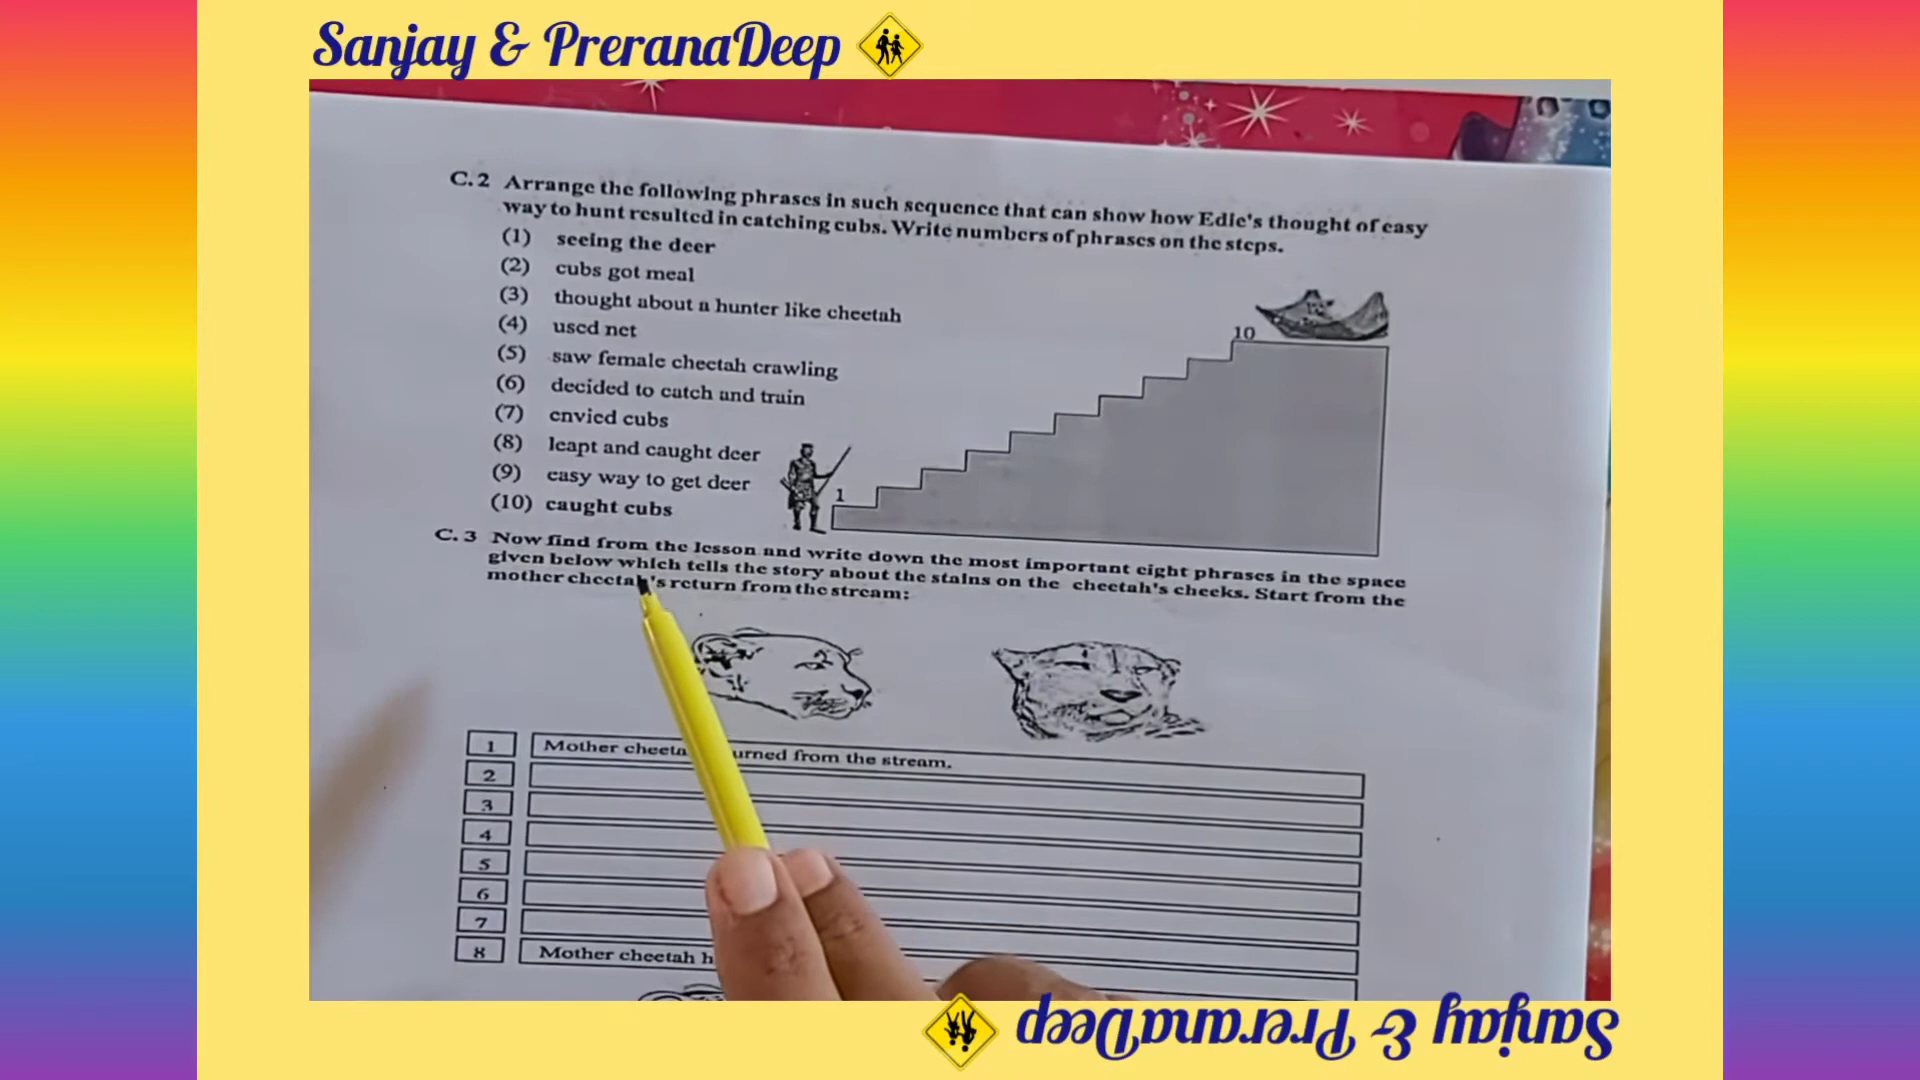 Sanjay & PreranaDeep
C.2 Arrange the following phrases in such sequence that can show how Edie's thought of easy
way to hunt resulted in catching cubs. Write numbers of phrases on the steps.
(1) seeing the deer
(2) cubs got meal
(3) thought about a hunter like cheetah
(4) used net
(5) saw female cheetah crawling
(6) decided to catch and train
(7) envied cubs
(8) leapt and caught deer
(9) easy way to get deer
(10) caught cubs
10
1
C.3 Now find from the lesson and write down the most important eight phrases in the space
given below which tells the story about the stains on the cheetah's cheeks. Start from the
mother cheetah's return from the stream:
1 Mother cheeta urned from the stream.
2
3
4
5
6
7
8 Mother cheetah h
Sanjay & PreranaDeep